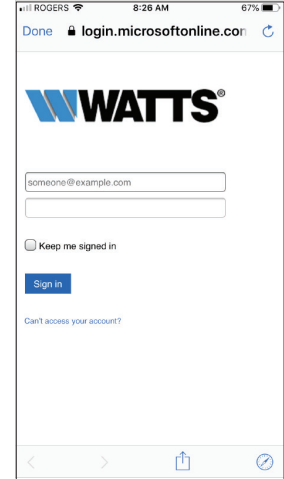 ROGERS 8:26 AM 67%
Done login.microsoftonline.con
WATTS®
someone@example.com
Keep me signed in
Sign in
Can't access your account?